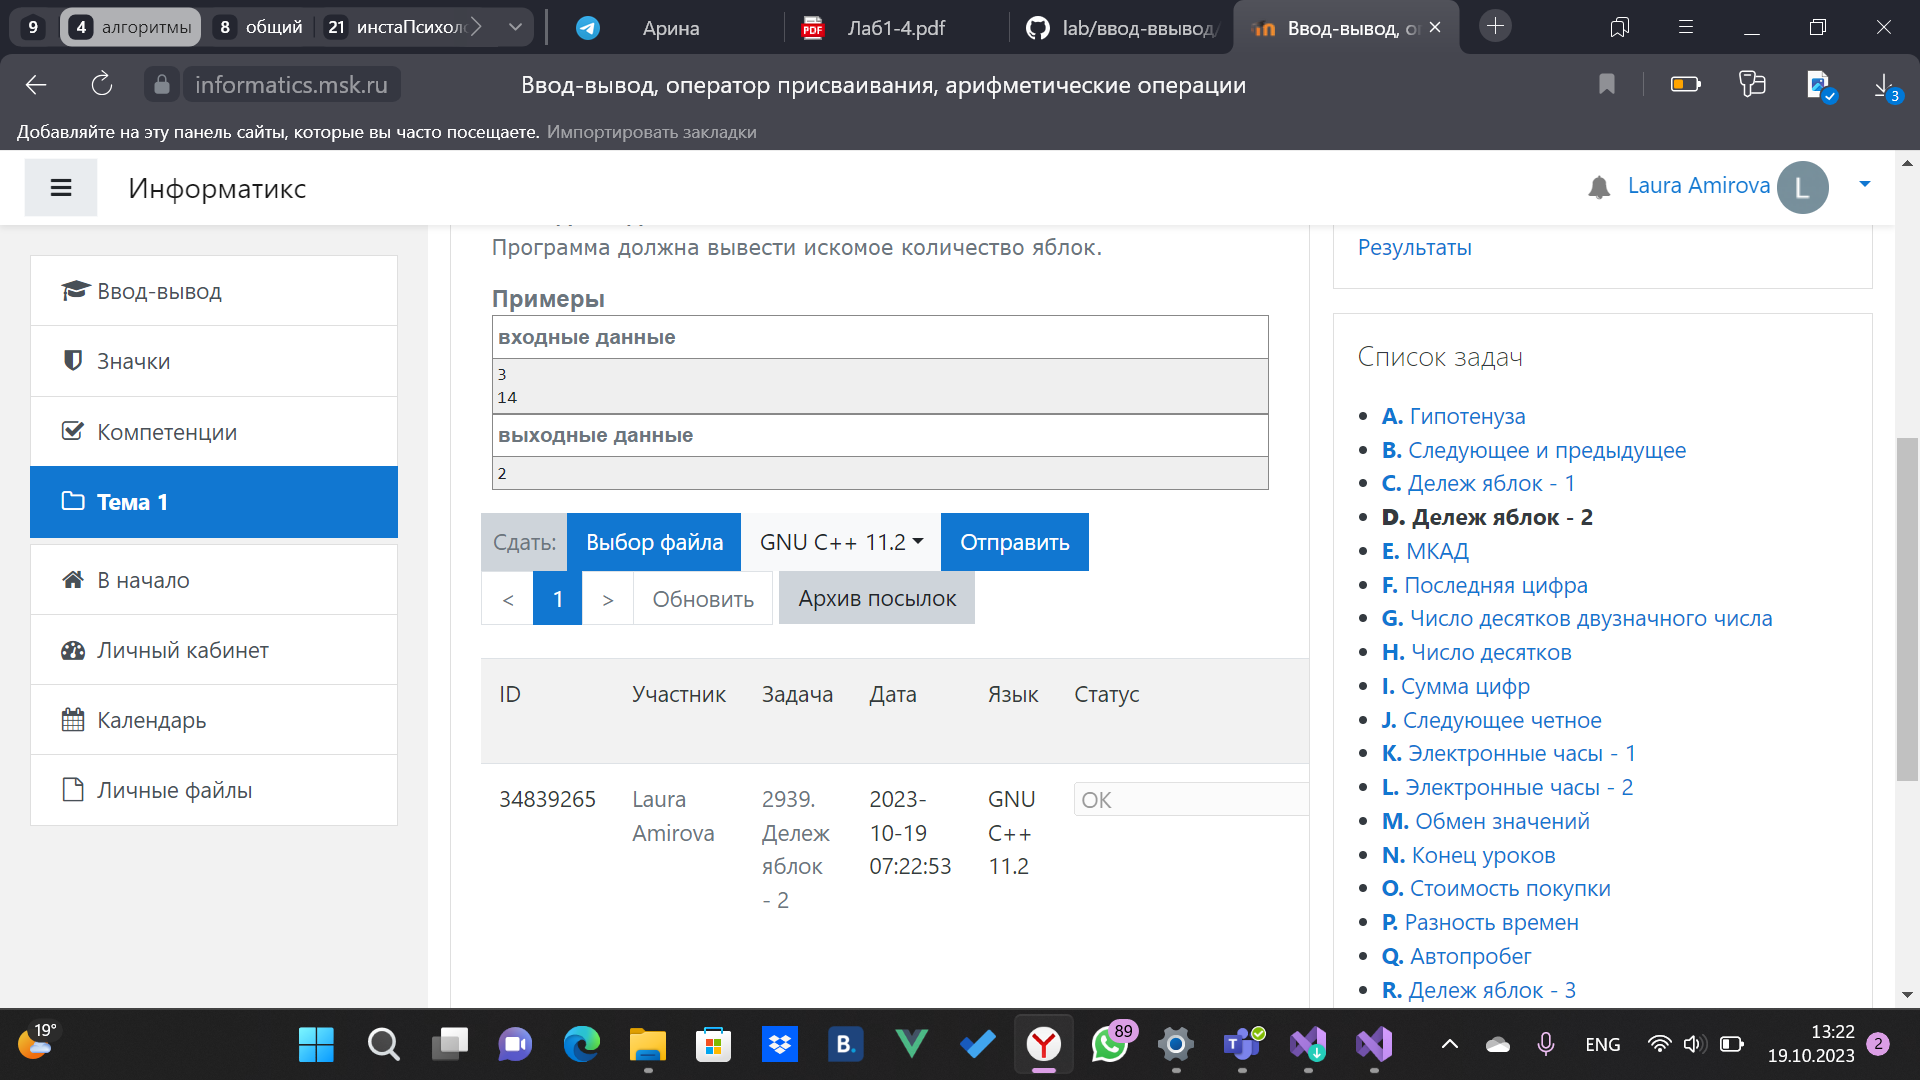 9
4 алгоритмы
8 общий
21 инстаПсихол
Арина
PDF Лаб1-4.pdf
lab/ввод-ввывод/
Ввод-вывод, о
informatics.msk.ru
Ввод-вывод, оператор присваивания, арифметические операции
3
Добавляйте на эту панель сайты, которые вы часто посещаете. Импортировать закладки
Информатикс
Laura Amirova L
Ввод-вывод
Значки
Компетенции
Тема 1
В начало
Личный кабинет
Календарь
Личные файлы
Программа должна вывести искомое количество яблок.
Примеры
входные данные
3
14
выходные данные
2
Сдать: Выбор файла GNU C++ 11.2 Отправить
< 1 > Обновить Архив посылок
ID Участник Задача Дата Язык Статус
34839265 Laura 2939. 2023- GNU OK
Amirova Дележ 10-19 C++
яблок 07:22:53 11.2
- 2
Результаты
Список задач
A. Гипотенуза
B. Следующее и предыдущее
C. Дележ яблок - 1
D. Дележ яблок - 2
E. МКАД
F. Последняя цифра
G. Число десятков двузначного числа
H. Число десятков
I. Сумма цифр
J. Следующее четное
K. Электронные часы - 1
L. Электронные часы - 2
M. Обмен значений
N. Конец уроков
O. Стоимость покупки
P. Разность времен
Q. Автопробег
R. Дележ яблок - 3
19°
B.
89
ENG
13:22
19.10.2023
2